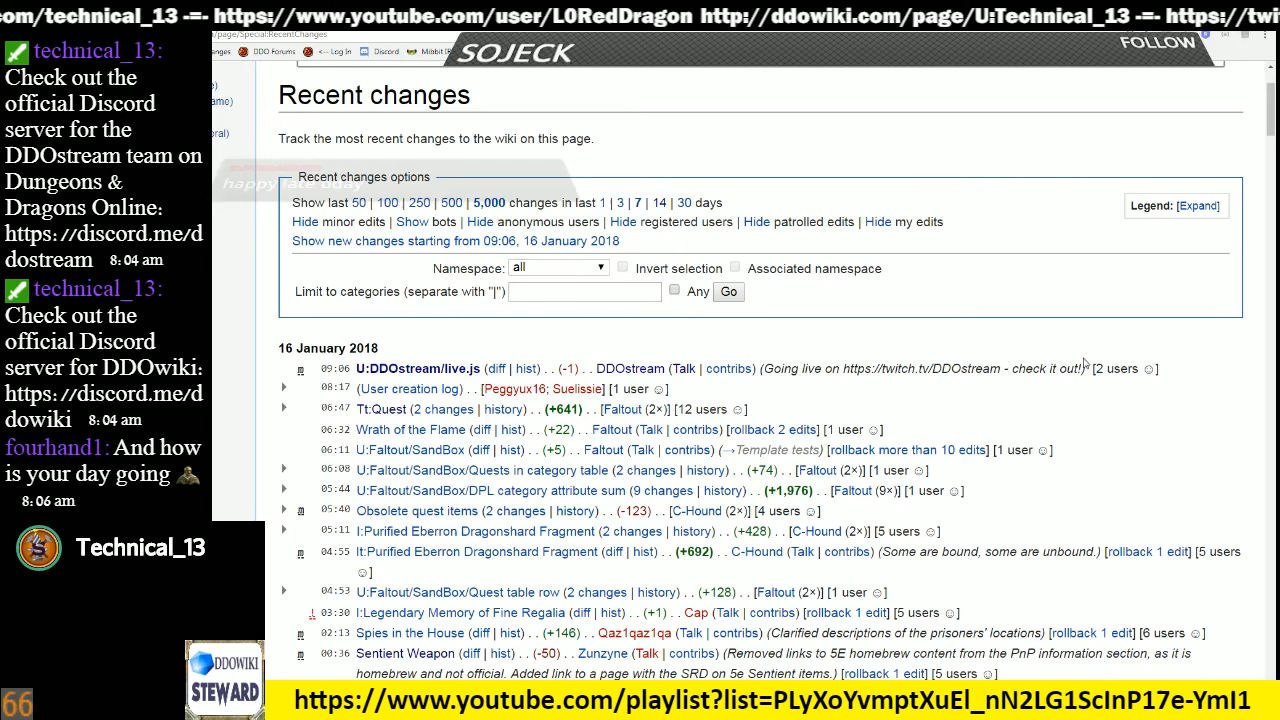 com/technical_13 -=- https://www.youtube.com/user/L0RedDragon http://ddowiki.com/page/U:Technical_13 -=- https://twi
/page/Special:RecentChanges
anges DDO Forums <-- Log In Discord Mibbit
SOJECK
FOLLOW
technical_13:
Check out the
official Discord
server for the
DDOstream team on
Dungeons &
Dragons Online:
https://discord.me/d
dostream 8:04 am
technical_13:
Check out the
official Discord
server for DDOwiki:
https://discord.me/d
dowiki 8:04 am
fourhand1: And how
is your day going
8:06 am
Technical_13
66
DDOWIKI
STEWARD
)
ame)
oral)
Recent changes
Track the most recent changes to the wiki on this page.
happy late dday
Recent changes options
Show last 50 | 100 | 250 | 500 | 5,000 changes in last 1 | 3 | 7 | 14 | 30 days
Hide minor edits | Show bots | Hide anonymous users | Hide registered users | Hide patrolled edits | Hide my edits
Show new changes starting from 09:06, 16 January 2018
Legend: [Expand]
Namespace: all Invert selection Associated namespace
Limit to categories (separate with "|") Any Go
16 January 2018
m 09:06 U:DDOstream/live.js (diff | hist) . . (-1) . . DDOstream (Talk | contribs) (Going live on https://twitch.tv/DDOstream - check it out!) [2 users ☺]
08:17 (User creation log) . . [Peggyux16; Suelissie] [1 user ☺]
06:47 Tt:Quest (2 changes | history) . . (+641) . . [Faltout (2×)] [12 users ☺]
06:32 Wrath of the Flame (diff | hist) . . (+22) . . Faltout (Talk | contribs) [rollback 2 edits] [1 user ☺]
06:11 U:Faltout/SandBox (diff | hist) . . (+5) . . Faltout (Talk | contribs) (→Template tests) [rollback more than 10 edits] [1 user ☺]
06:08 U:Faltout/SandBox/Quests in category table (2 changes | history) . . (+74) . . [Faltout (2×)] [1 user ☺]
05:44 U:Faltout/SandBox/DPL category attribute sum (9 changes | history) . . (+1,976) . . [Faltout (9×)] [1 user ☺]
m 05:40 Obsolete quest items (2 changes | history) . . (-123) . . [C-Hound (2×)] [4 users ☺]
05:11 I:Purified Eberron Dragonshard Fragment (2 changes | history) . . (+428) . . [C-Hound (2×)] [5 users ☺]
m 04:55 It:Purified Eberron Dragonshard Fragment (diff | hist) . . (+692) . . C-Hound (Talk | contribs) (Some are bound, some are unbound.) [rollback 1 edit] [5 users
☺]
04:53 U:Faltout/SandBox/Quest table row (2 changes | history) . . (+128) . . [Faltout (2×)] [1 user ☺]
! 03:30 I:Legendary Memory of Fine Regalia (diff | hist) . . (+1) . . Cap (Talk | contribs) [rollback 1 edit] [5 users ☺]
m 02:13 Spies in the House (diff | hist) . . (+146) . . Qaz1qaz1qa (Talk | contribs) (Clarified descriptions of the prisoners' locations) [rollback 1 edit] [6 users ☺]
m 00:36 Sentient Weapon (diff | hist) . . (-50) . . Zunzyne (Talk | contribs) (Removed links to 5E homebrew content from the PnP information section, as it is
homebrew and not official. Added link to a page with the SRD on 5e Sentient items.) [rollback 1 edit] [5 users ☺]
https://www.youtube.com/playlist?list=PLyXoYvmptXuEl_nN2LG1ScInP17e-YmI1